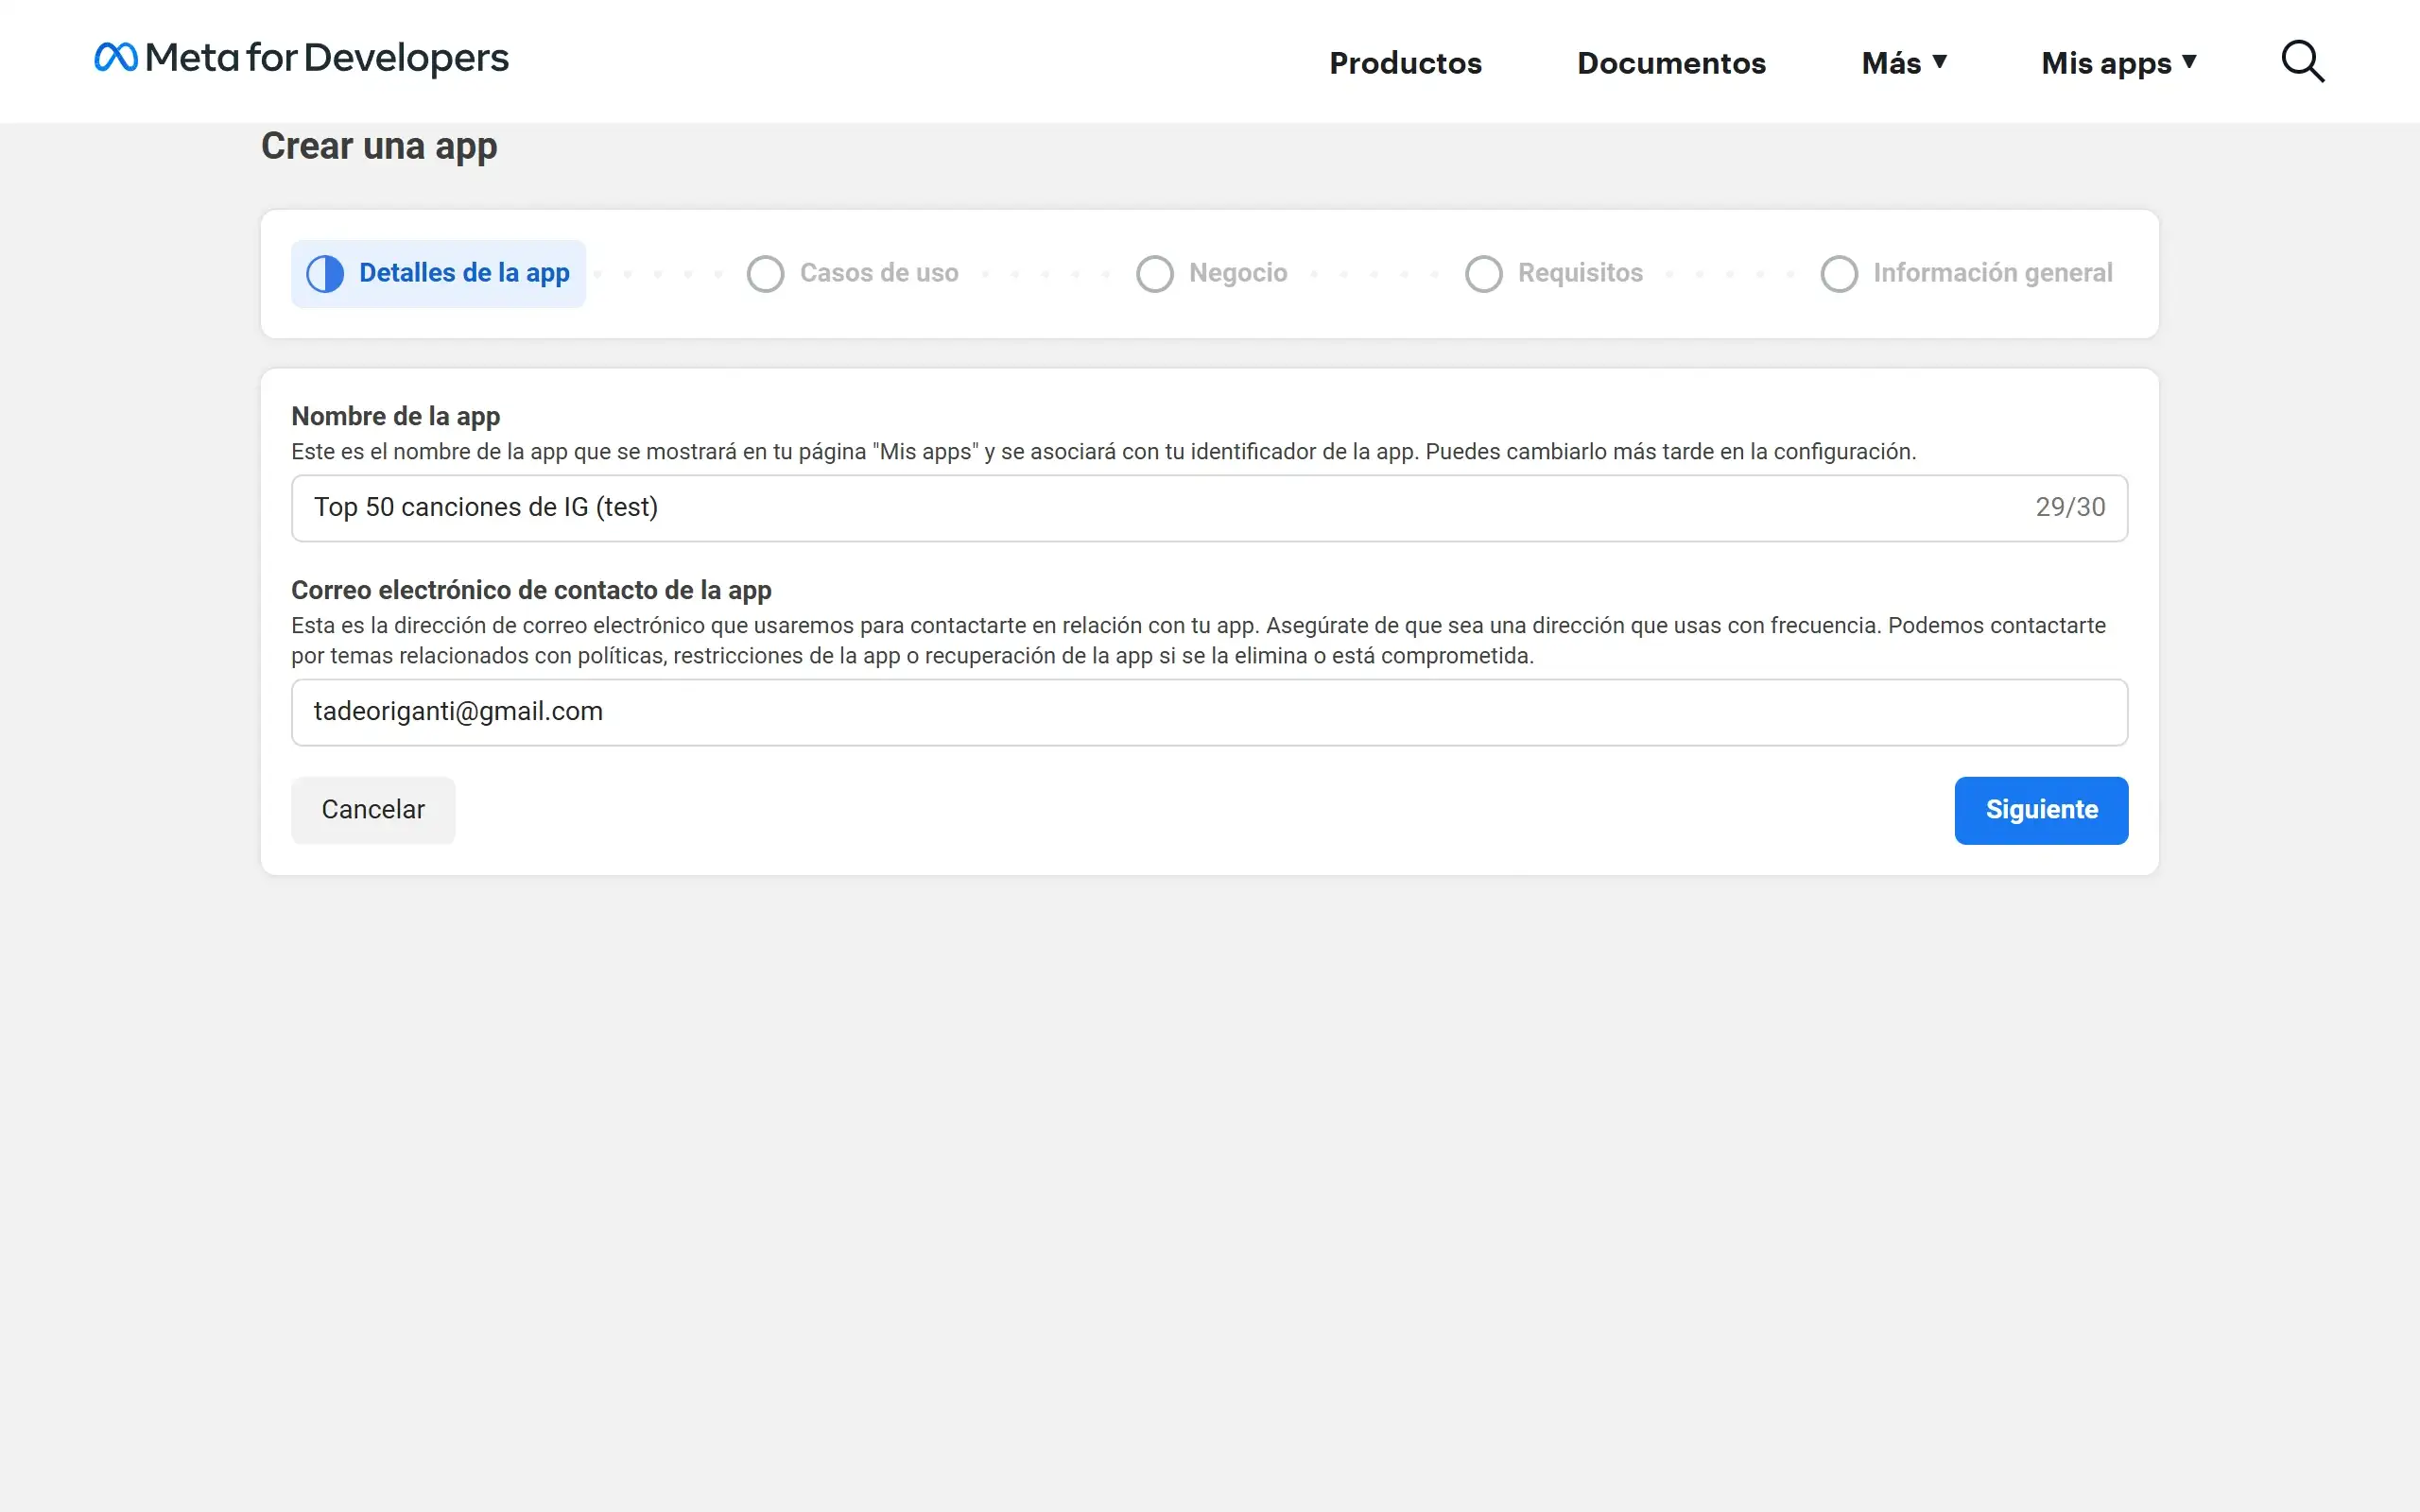 Meta for Developers
Productos
Documentos
Más
Mis apps
Crear una app
Detalles de la app
Casos de uso
Negocio
Requisitos
Información general
Nombre de la app
Este es el nombre de la app que se mostrará en tu página "Mis apps" y se asociará con tu identificador de la app. Puedes cambiarlo más tarde en la configuración.
Top 50 canciones de IG (test)
29/30
Correo electrónico de contacto de la app
Esta es la dirección de correo electrónico que usaremos para contactarte en relación con tu app. Asegúrate de que sea una dirección que usas con frecuencia. Podemos contactarte
por temas relacionados con políticas, restricciones de la app o recuperación de la app si se la elimina o está comprometida.
tadeoriganti@gmail.com
Cancelar
Siguiente